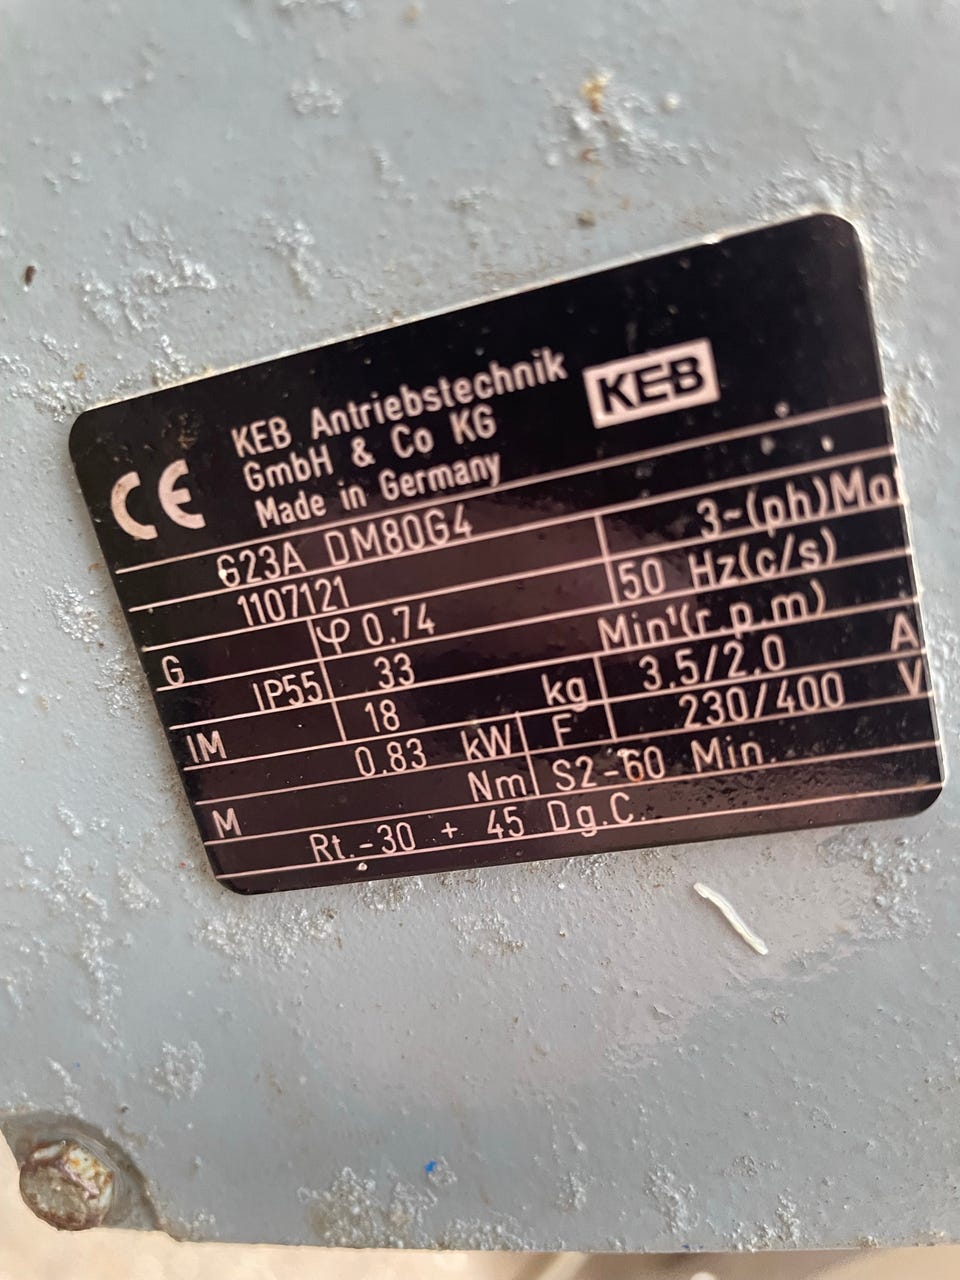 KEB Antriebstechnik
GmbH & Co KG
Made in Germany
KEB
CE
G23A DM80G4
3~(ph)Mo
1107121
50 Hz(c/s)
G φ 0.74
Min¹(r.p.m)
IP55 33
3.5/2.0 A
IM 18 kg
230/400 V
0.83 kW F
M Nm S2-60 Min.
Rt.-30 + 45 Dg.C.